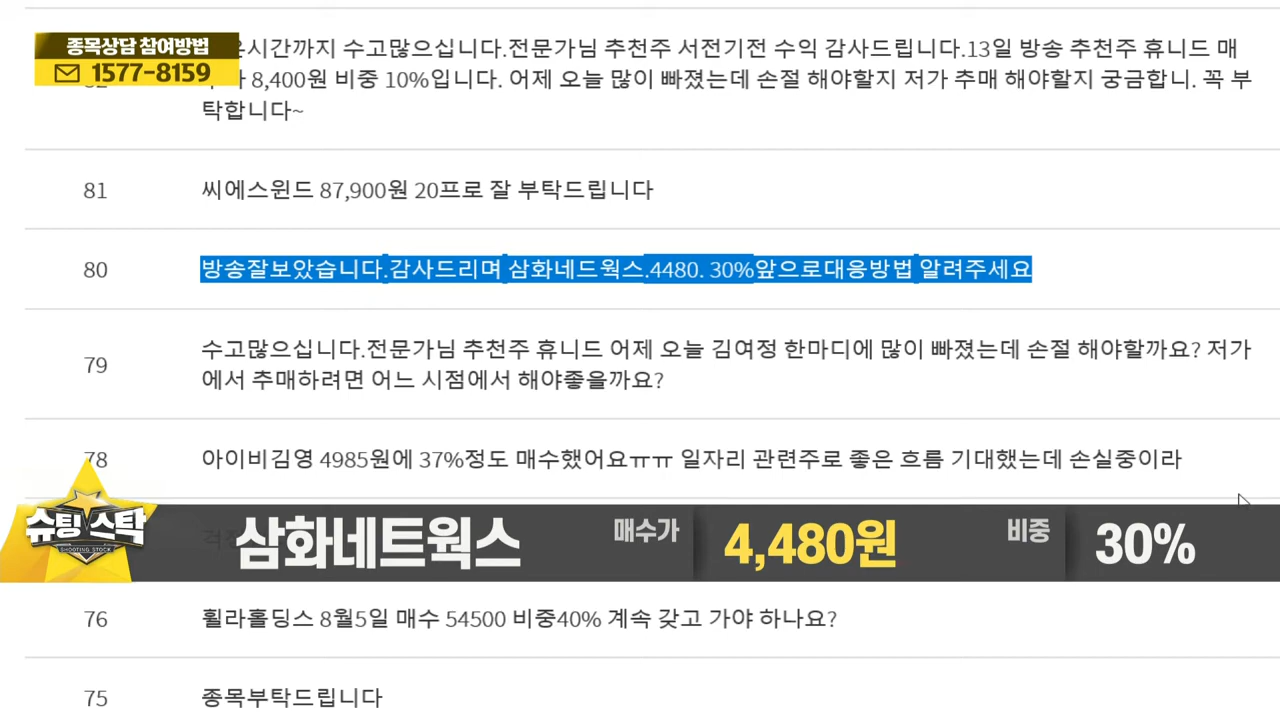 종목상담 참여방법
1577-8159
시간까지 수고많으십니다.전문가님 추천주 서전기전 수익 감사드립니다.13일 방송 추천주 휴니드 매
8,400원 비중 10%입니다. 어제 오늘 많이 빠졌는데 손절 해야할지 저가 추매 해야할지 궁금합니. 꼭 부
탁합니다~
81 씨에스윈드 87,900원 20프로 잘 부탁드립니다
80 방송잘보았습니다.감사드리며 삼화네드웍스.4480. 30%앞으로대응방법 알려주세요
79 수고많으십니다.전문가님 추천주 휴니드 어제 오늘 김여정 한마디에 많이 빠졌는데 손절 해야할까요? 저가
에서 추매하려면 어느 시점에서 해야좋을까요?
78 아이비김영 4985원에 37%정도 매수했어요ㅠㅠ 일자리 관련주로 좋은 흐름 기대했는데 손실중이라
슈팅스탁
SHOOTING STOCK
삼화네트웍스 매수가 4,480원 비중 30%
76 휠라홀딩스 8월5일 매수 54500 비중40% 계속 갖고 가야 하나요?
75 종목부탁드립니다